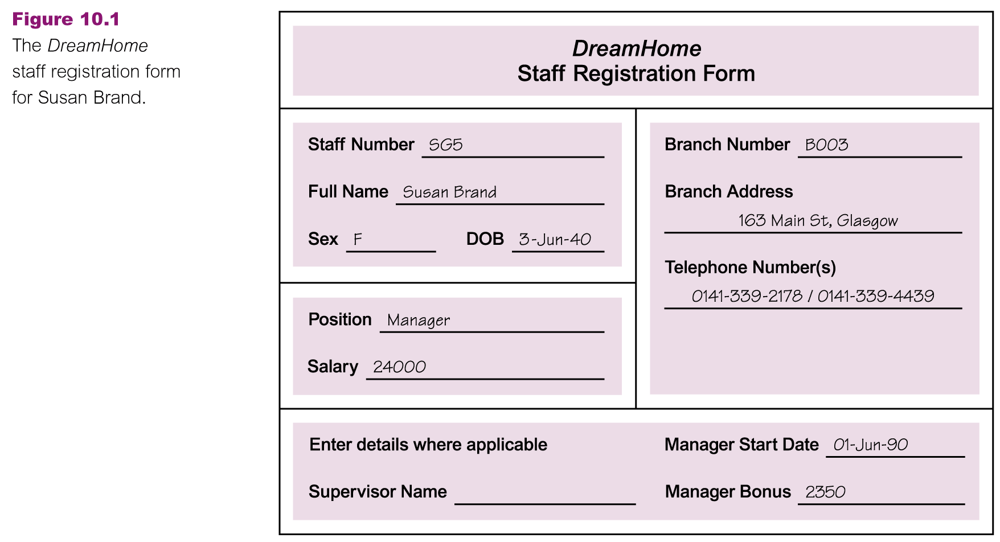 Figure 10.1
The DreamHome
staff registration form
for Susan Brand.
DreamHome
Staff Registration Form
Staff Number SG5
Full Name Susan Brand
Sex F DOB 3-Jun-40
Position Manager
Salary 24000
Branch Number B003
Branch Address
163 Main St, Glasgow
Telephone Number(s)
0141-339-2178 / 0141-339-4439
Enter details where applicable
Supervisor Name
Manager Start Date 01-Jun-90
Manager Bonus 2350